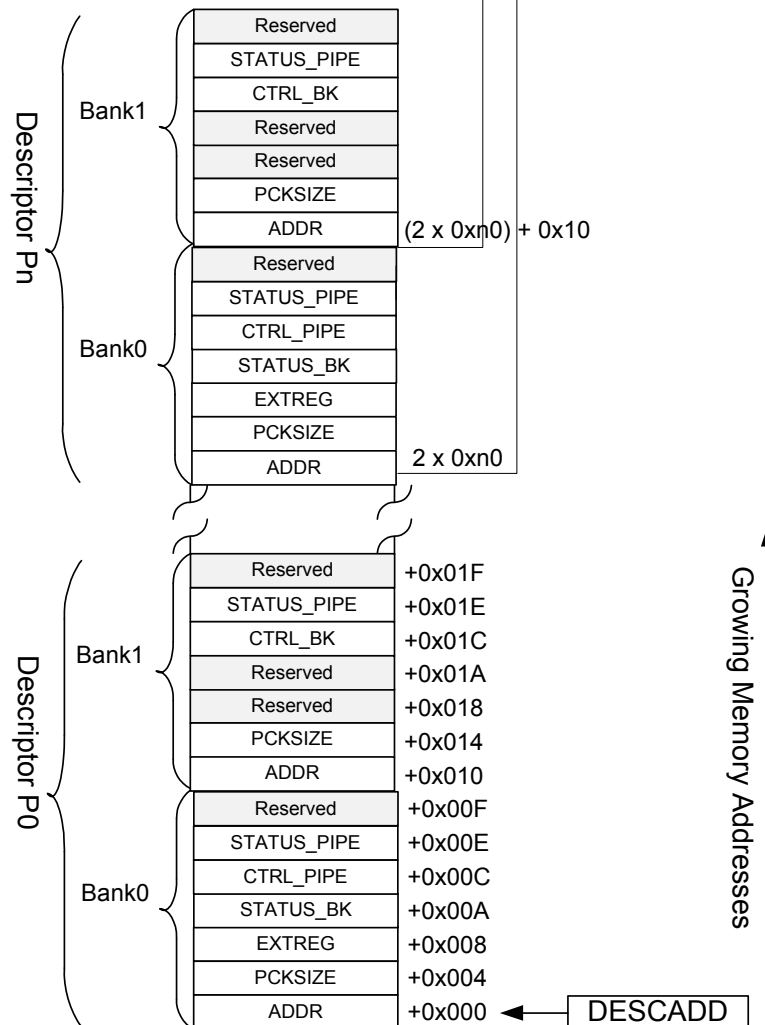 Descriptor Pn
Bank1
Reserved
STATUS_PIPE
CTRL_BK
Reserved
Reserved
PCKSIZE
ADDR (2 x 0xn0) + 0x10
Bank0
Reserved
STATUS_PIPE
CTRL_PIPE
STATUS_BK
EXTREG
PCKSIZE
ADDR 2 x 0xn0
Descriptor P0
Bank1
Reserved +0x01F
STATUS_PIPE +0x01E
CTRL_BK +0x01C
Reserved +0x01A
Reserved +0x018
PCKSIZE +0x014
ADDR +0x010
Bank0
Reserved +0x00F
STATUS_PIPE +0x00E
CTRL_PIPE +0x00C
STATUS_BK +0x00A
EXTREG +0x008
PCKSIZE +0x004
ADDR +0x000 DESCADD
Growing Memory Addresses